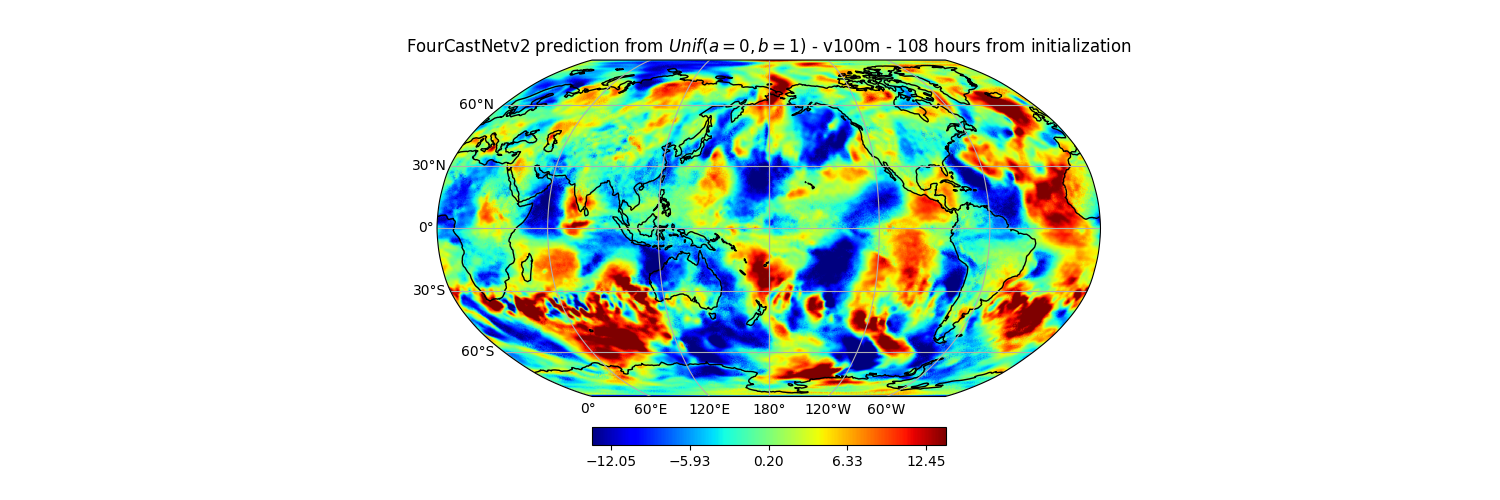 FourCastNetv2 prediction from Unif(a = 0, b = 1) - v100m - 108 hours from initialization
60°N
30°N
0°
30°S
60°S
0° 60°E 120°E 180° 120°W 60°W
−12.05 −5.93 0.20 6.33 12.45